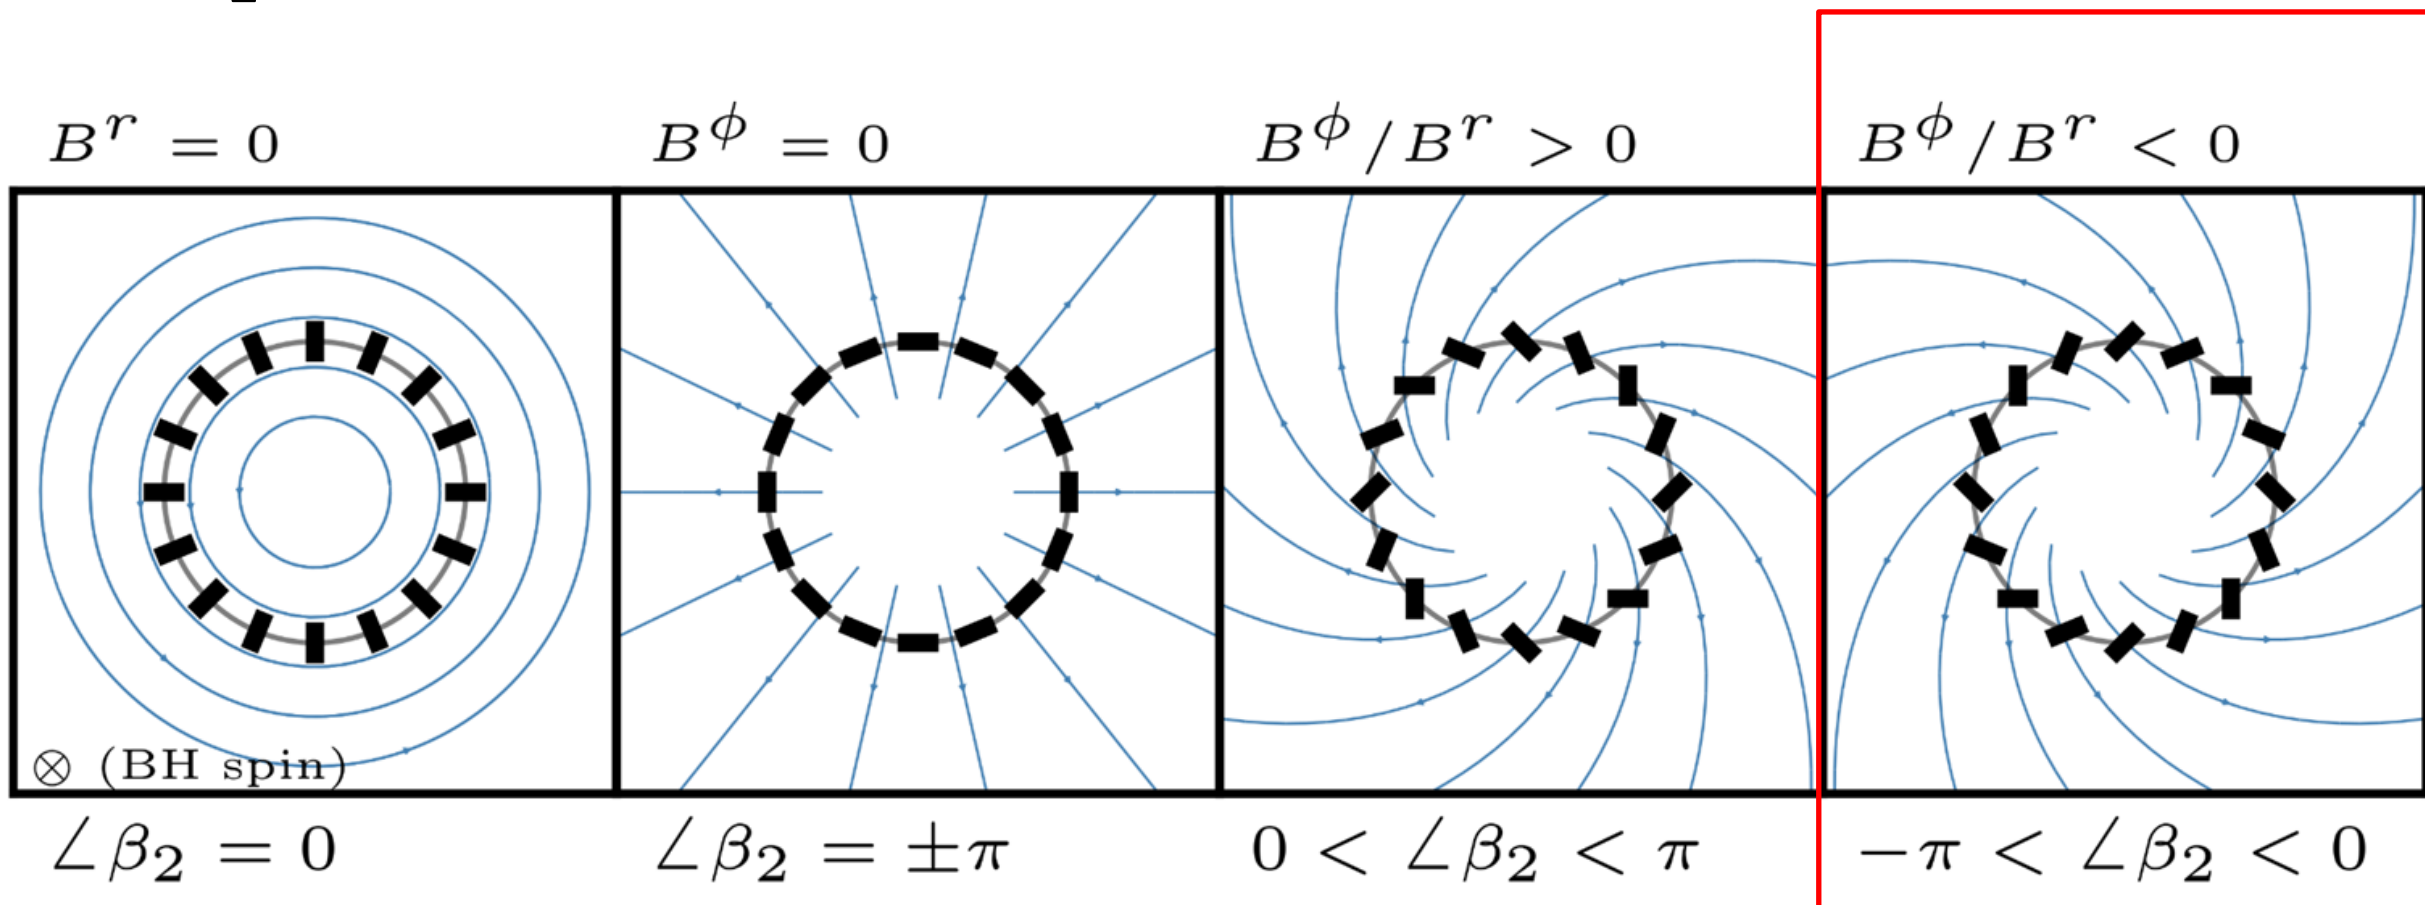 B^r = 0
B^ϕ = 0
B^ϕ/B^r > 0
B^ϕ/B^r < 0
⊗ (BH spin)
∠β₂ = 0
∠β₂ = ±π
0 < ∠β₂ < π
−π < ∠β₂ < 0